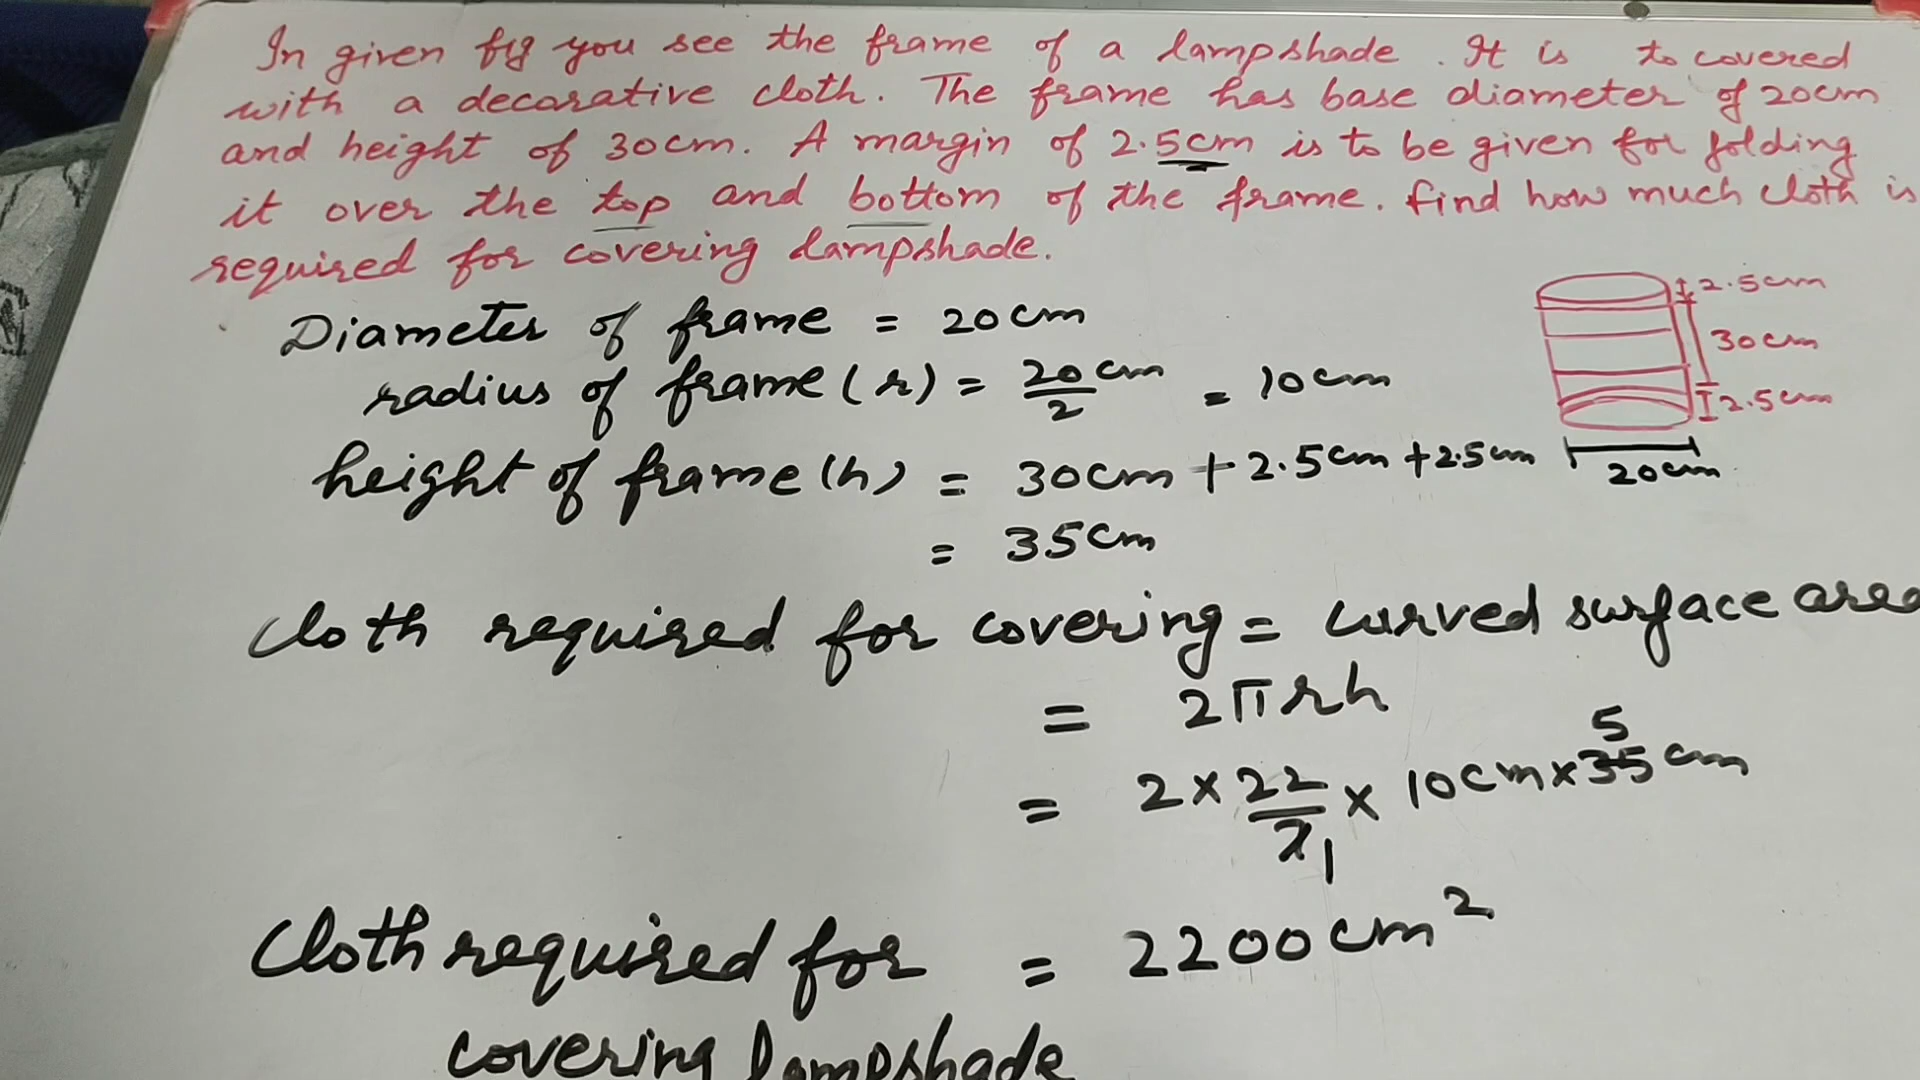 In given fig you see the frame of a lampshade. It is to covered
with a decorative cloth. The frame has base diameter of 20cm
and height of 30cm. A margin of 2.5cm is to be given for folding
it over the top and bottom of the frame. find how much cloth is
required for covering lampshade.
2.5cm
30cm
2.5cm
20cm
Diameter of frame = 20cm
radius of frame (r) = 20cm/2 = 10cm
height of frame (h) = 30cm + 2.5cm + 2.5cm
= 35cm
cloth required for covering = curved surface area
= 2πrh
= 2 × 22/7 1 × 10cm × 35 5 cm
Cloth required for = 2200cm²
covering lampshade